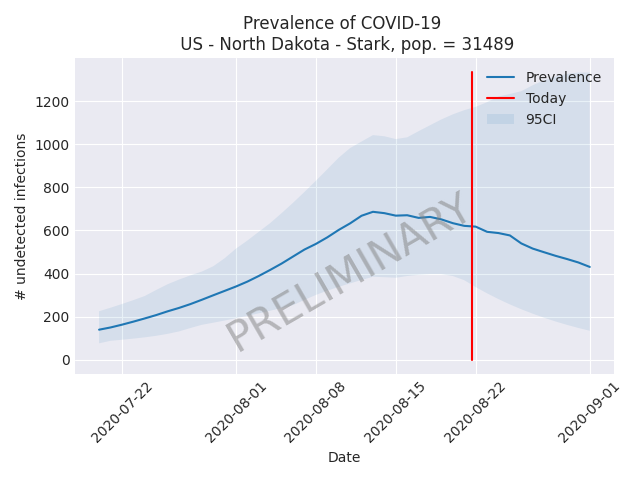 Prevalence of COVID-19
US - North Dakota - Stark, pop. = 31489
Prevalence
Today
95CI
1200
1000
800
600
400
200
0
# undetected infections
PRELIMINARY
2020-07-22
2020-08-01
2020-08-08
2020-08-15
2020-08-22
2020-09-01
Date